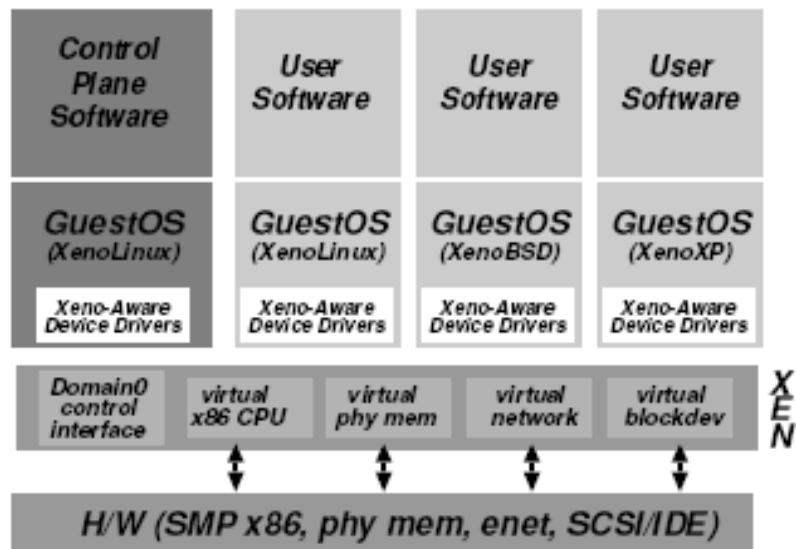 Control
Plane
Software
User
Software
User
Software
User
Software
GuestOS
(XenoLinux)
Xeno-Aware
Device Drivers
GuestOS
(XenoLinux)
Xeno-Aware
Device Drivers
GuestOS
(XenoBSD)
Xeno-Aware
Device Drivers
GuestOS
(XenoXP)
Xeno-Aware
Device Drivers
Domain0
control
interface
virtual
x86 CPU
virtual
phy mem
virtual
network
virtual
blockdev
X
E
N
H/W (SMP x86, phy mem, enet, SCSI/IDE)